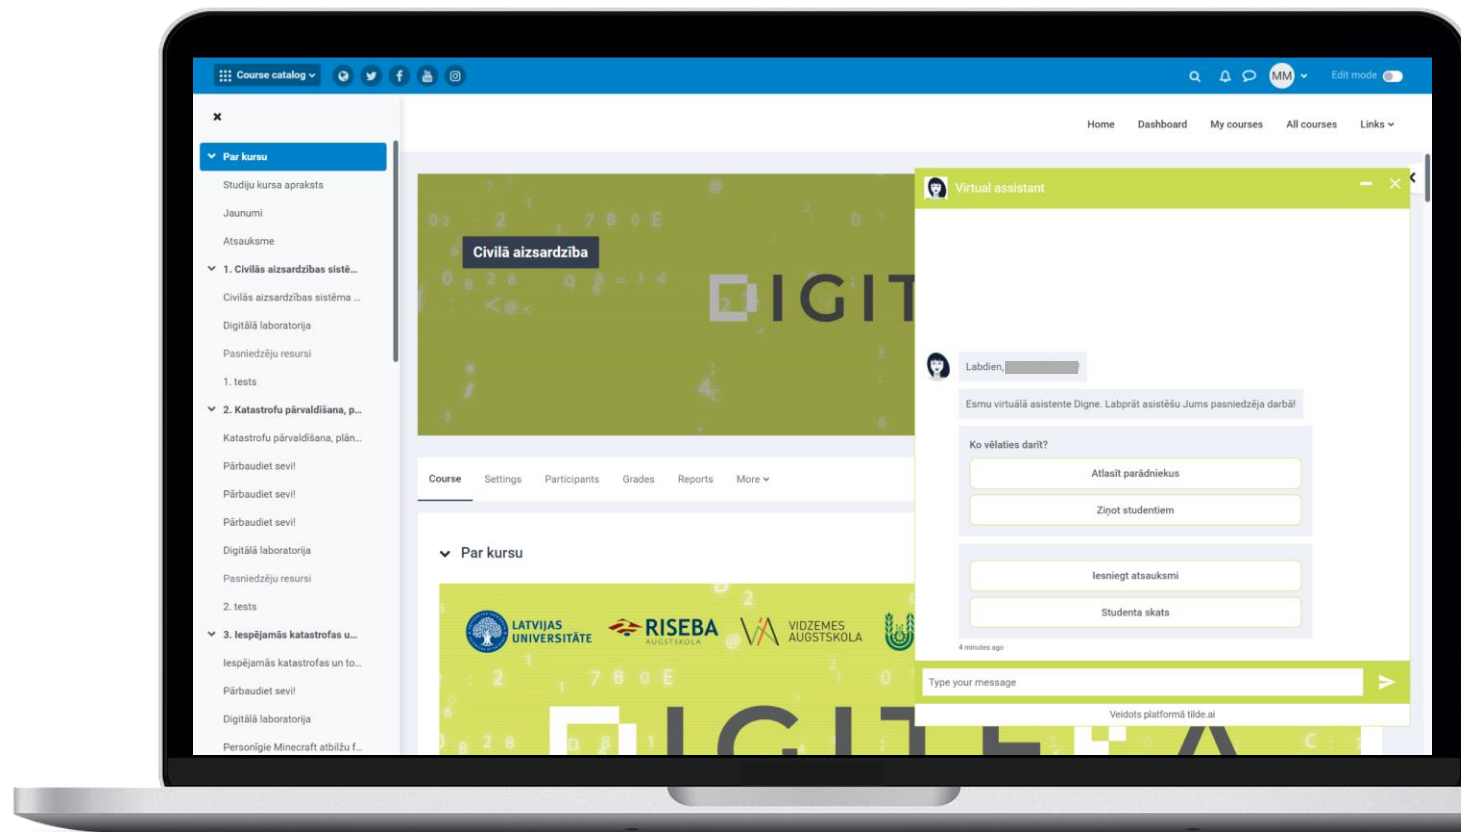 Course catalog
MM
Edit mode
Home Dashboard My courses All courses Links
Par kursu
Studiju kursa apraksts
Jaunumi
Atsauksme
1. Civilās aizsardzības sistē...
Civilās aizsardzības sistēma ...
Digitālā laboratorija
Pasniedzēju resursi
1. tests
2. Katastrofu pārvaldīšana, p...
Katastrofu pārvaldīšana, plān...
Pārbaudiet sevi!
Pārbaudiet sevi!
Pārbaudiet sevi!
Digitālā laboratorija
Pasniedzēju resursi
2. tests
3. Iespējamās katastrofas u...
Iespējamās katastrofas un to...
Pārbaudiet sevi!
Digitālā laboratorija
Personīgie Minecraft atbilžu f...
Civilā aizsardzība
DIGIT
Course Settings Participants Grades Reports More
Par kursu
LATVIJAS
UNIVERSITĀTE
RISEBA
AUGSTSKOLA
VIDZEMES
AUGSTSKOLA
7 B 0 E
Virtual assistant
Labdien,
Esmu virtuālā asistente Digne. Labprāt asistēšu Jums pasniedzēja darbā!
Ko vēlaties darīt?
Atlasīt parādniekus
Ziņot studentiem
Iesniegt atsauksmi
Studenta skats
4 minutes ago
Type your message
Veidots platformā tilde.ai